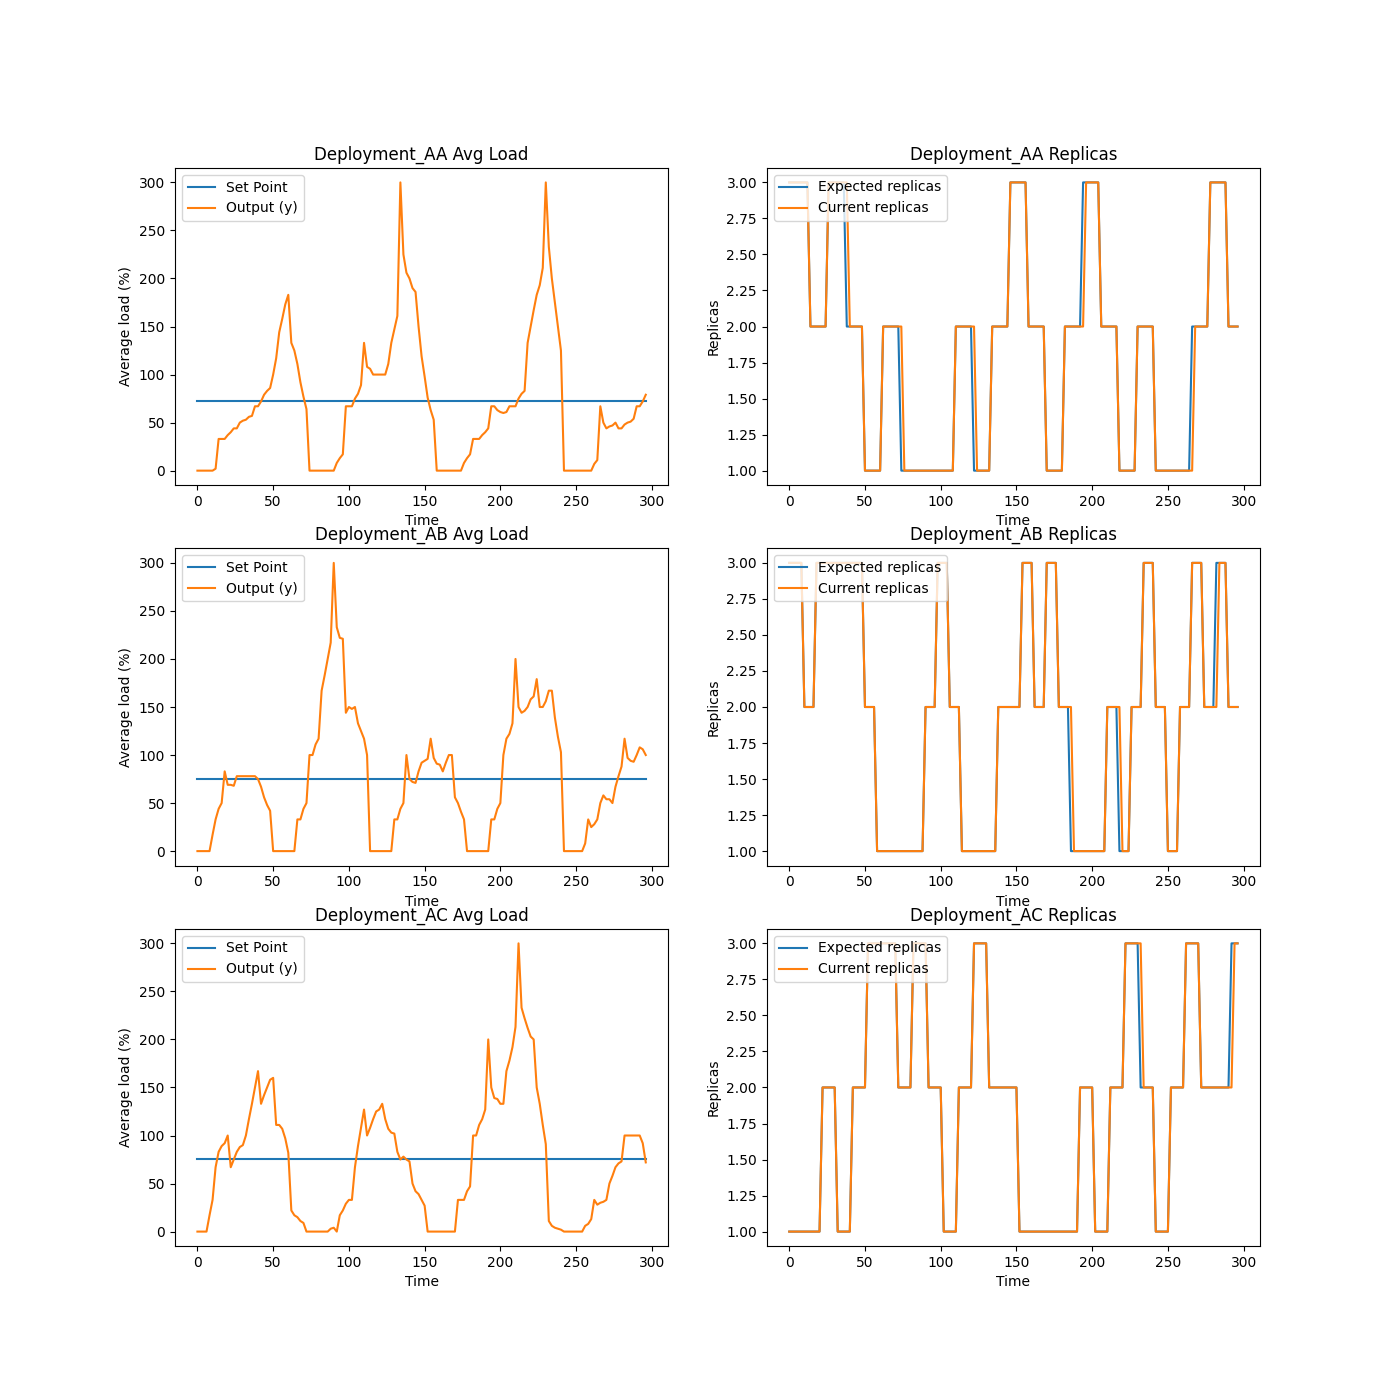 Deployment_AA Avg Load
Set Point
Output (y)
Average load (%)
300
250
200
150
100
50
0
0 50 100 150 200 250 300
Time
Deployment_AA Replicas
Expected replicas
Current replicas
Replicas
3.00
2.75
2.50
2.25
2.00
1.75
1.50
1.25
1.00
0 50 100 150 200 250 300
Time
Deployment_AB Avg Load
Set Point
Output (y)
Average load (%)
300
250
200
150
100
50
0
0 50 100 150 200 250 300
Time
Deployment_AB Replicas
Expected replicas
Current replicas
Replicas
3.00
2.75
2.50
2.25
2.00
1.75
1.50
1.25
1.00
0 50 100 150 200 250 300
Time
Deployment_AC Avg Load
Set Point
Output (y)
Average load (%)
300
250
200
150
100
50
0
0 50 100 150 200 250 300
Time
Deployment_AC Replicas
Expected replicas
Current replicas
Replicas
3.00
2.75
2.50
2.25
2.00
1.75
1.50
1.25
1.00
0 50 100 150 200 250 300
Time